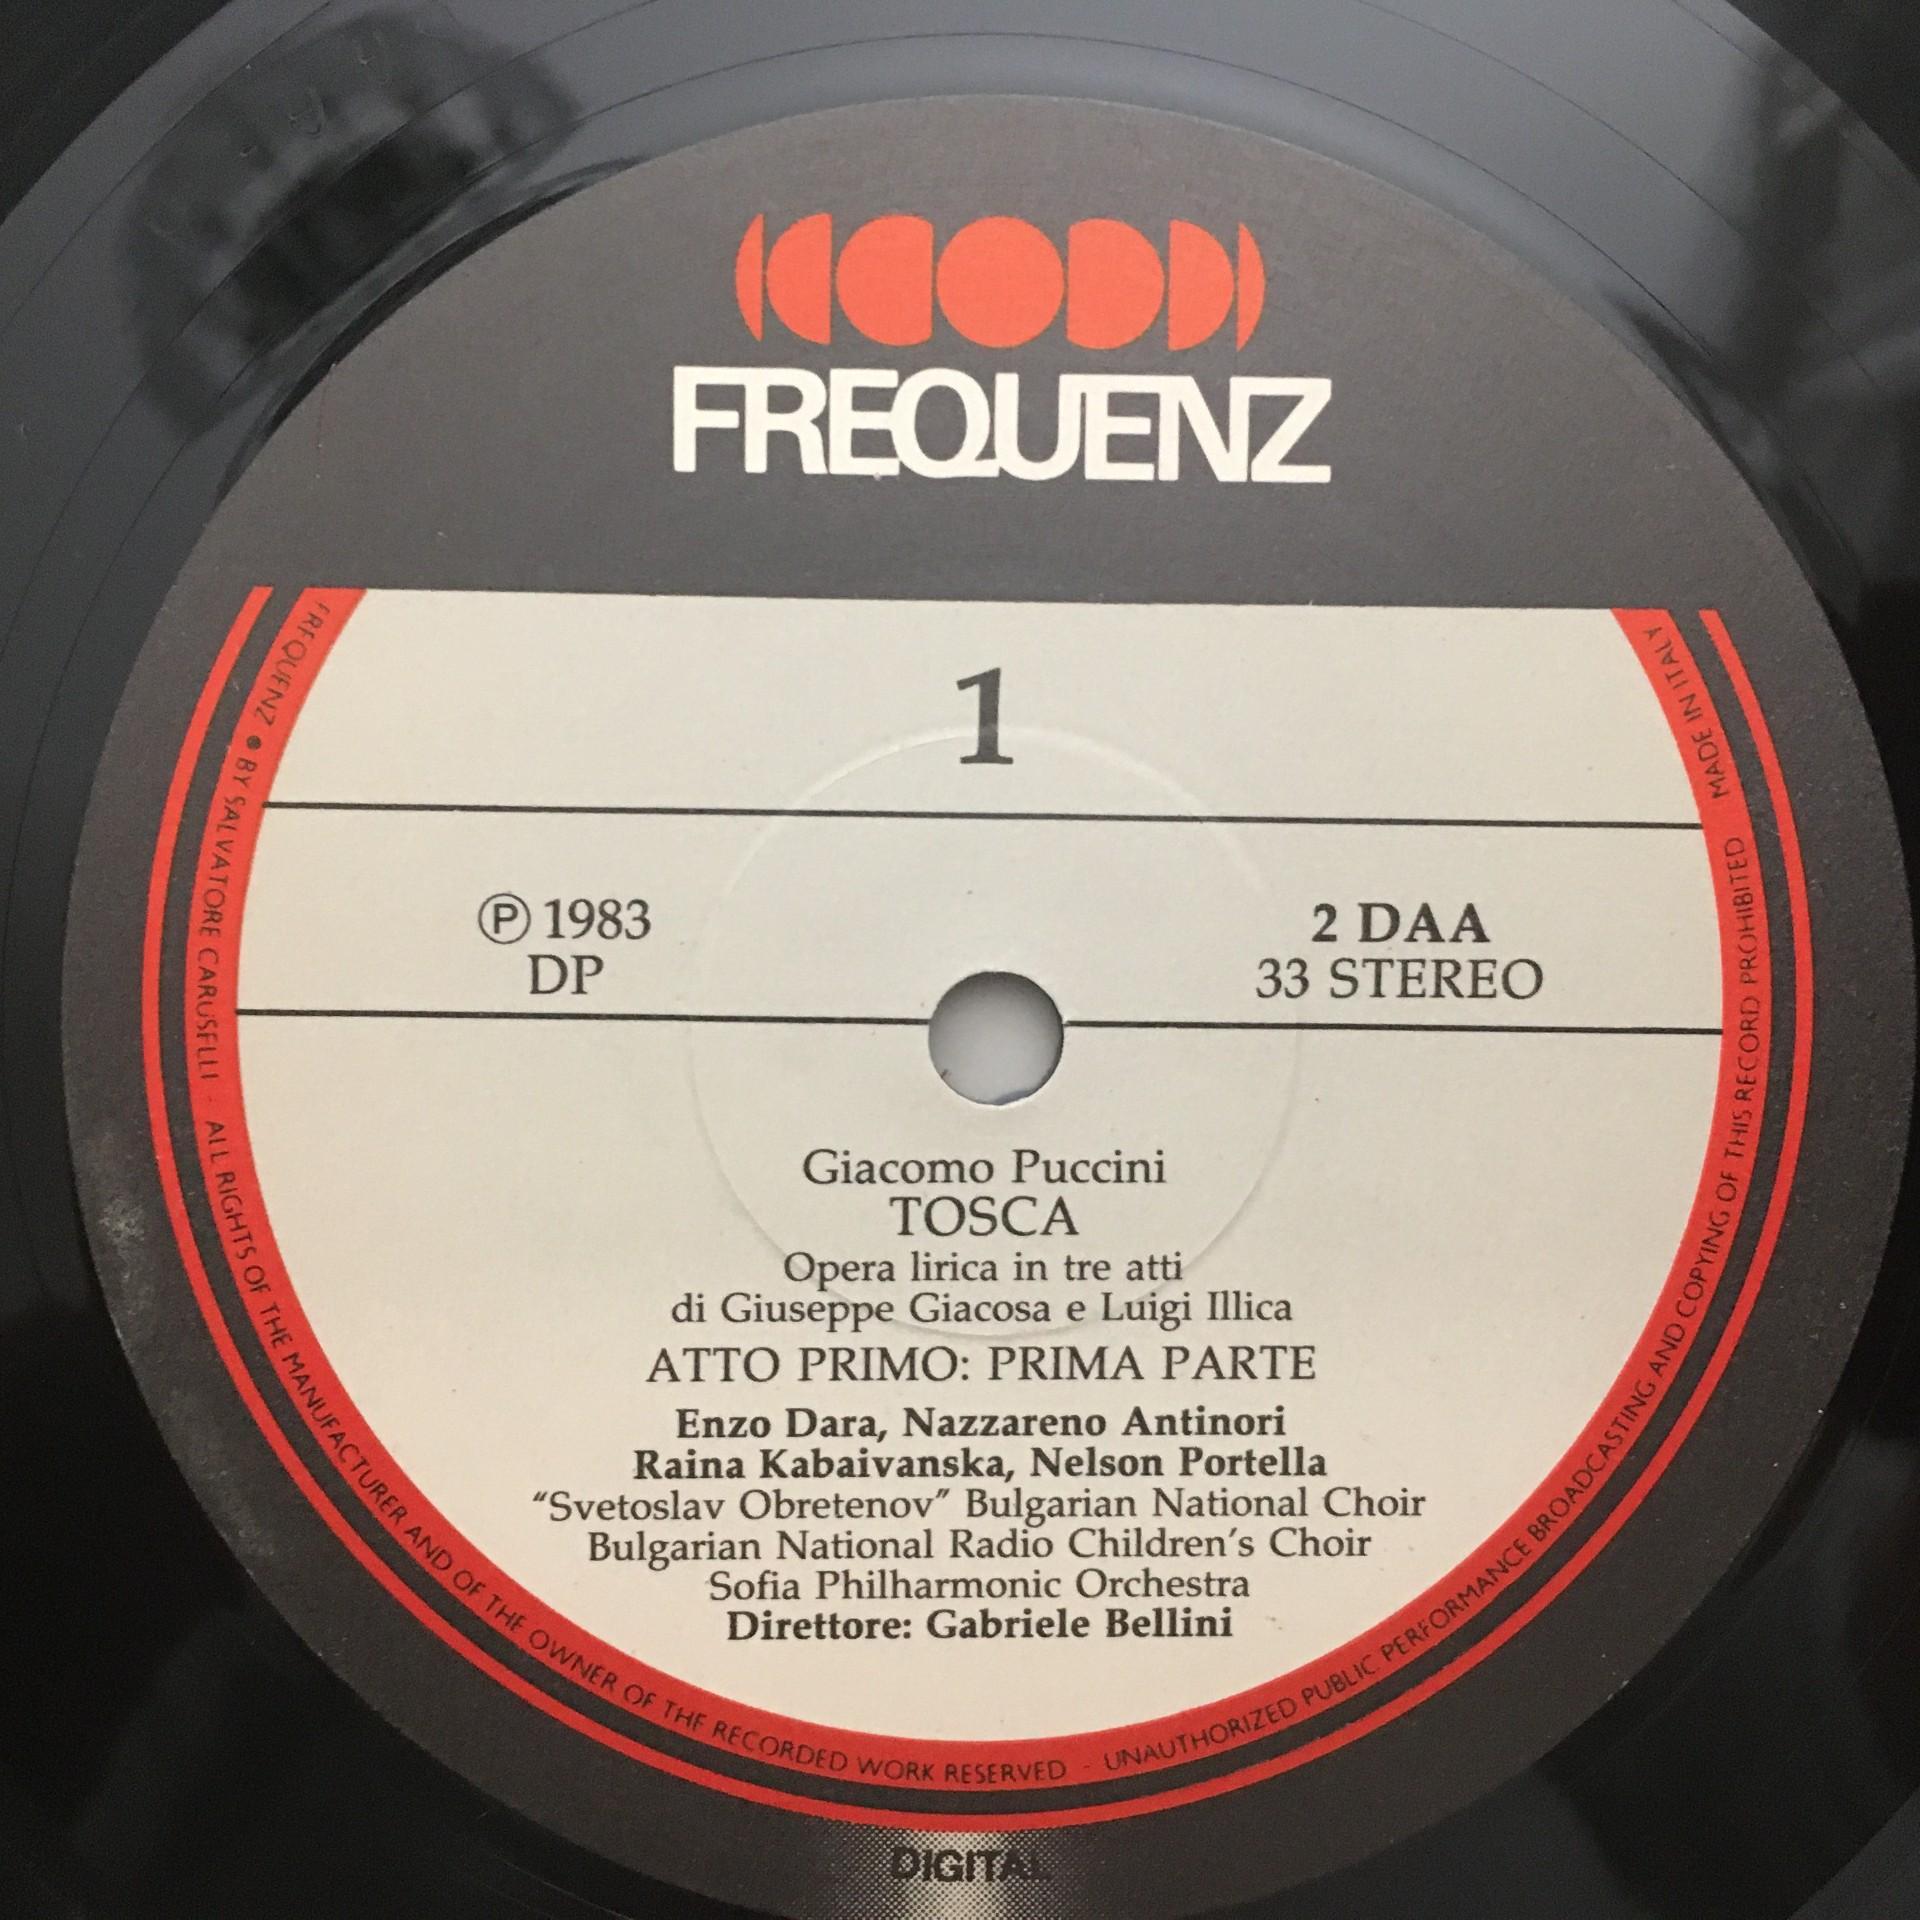 FREQUENZ
1
℗ 1983
DP
2 DAA
33 STEREO
Giacomo Puccini
TOSCA
Opera lirica in tre atti
di Giuseppe Giacosa e Luigi Illica
ATTO PRIMO: PRIMA PARTE
Enzo Dara, Nazzareno Antinori
Raina Kabaivanska, Nelson Portella
“Svetoslav Obretenov” Bulgarian National Choir
Bulgarian National Radio Children's Choir
Sofia Philharmonic Orchestra
Direttore: Gabriele Bellini
FREQUENZ ● BY SALVATORE CARUSELLI - ALL RIGHTS OF THE MANUFACTURER AND OF THE OWNER OF THE RECORDED WORK RESERVED - UNAUTHORIZED PUBLIC PERFORMANCE BROADCASTING AND COPYING OF THIS RECORD PROHIBITED MADE IN ITALY
DIGITAL